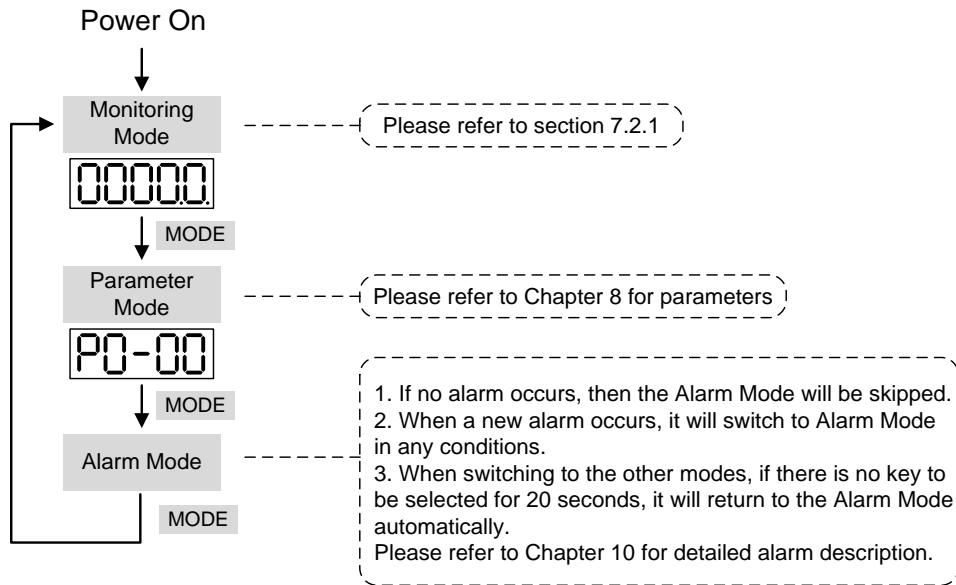 Power On
Monitoring
Mode
Please refer to section 7.2.1
0000.0.
MODE
Parameter
Mode
Please refer to Chapter 8 for parameters
P0-00
MODE
Alarm Mode
1. If no alarm occurs, then the Alarm Mode will be skipped.
2. When a new alarm occurs, it will switch to Alarm Mode
in any conditions.
3. When switching to the other modes, if there is no key to
be selected for 20 seconds, it will return to the Alarm Mode
automatically.
Please refer to Chapter 10 for detailed alarm description.
MODE